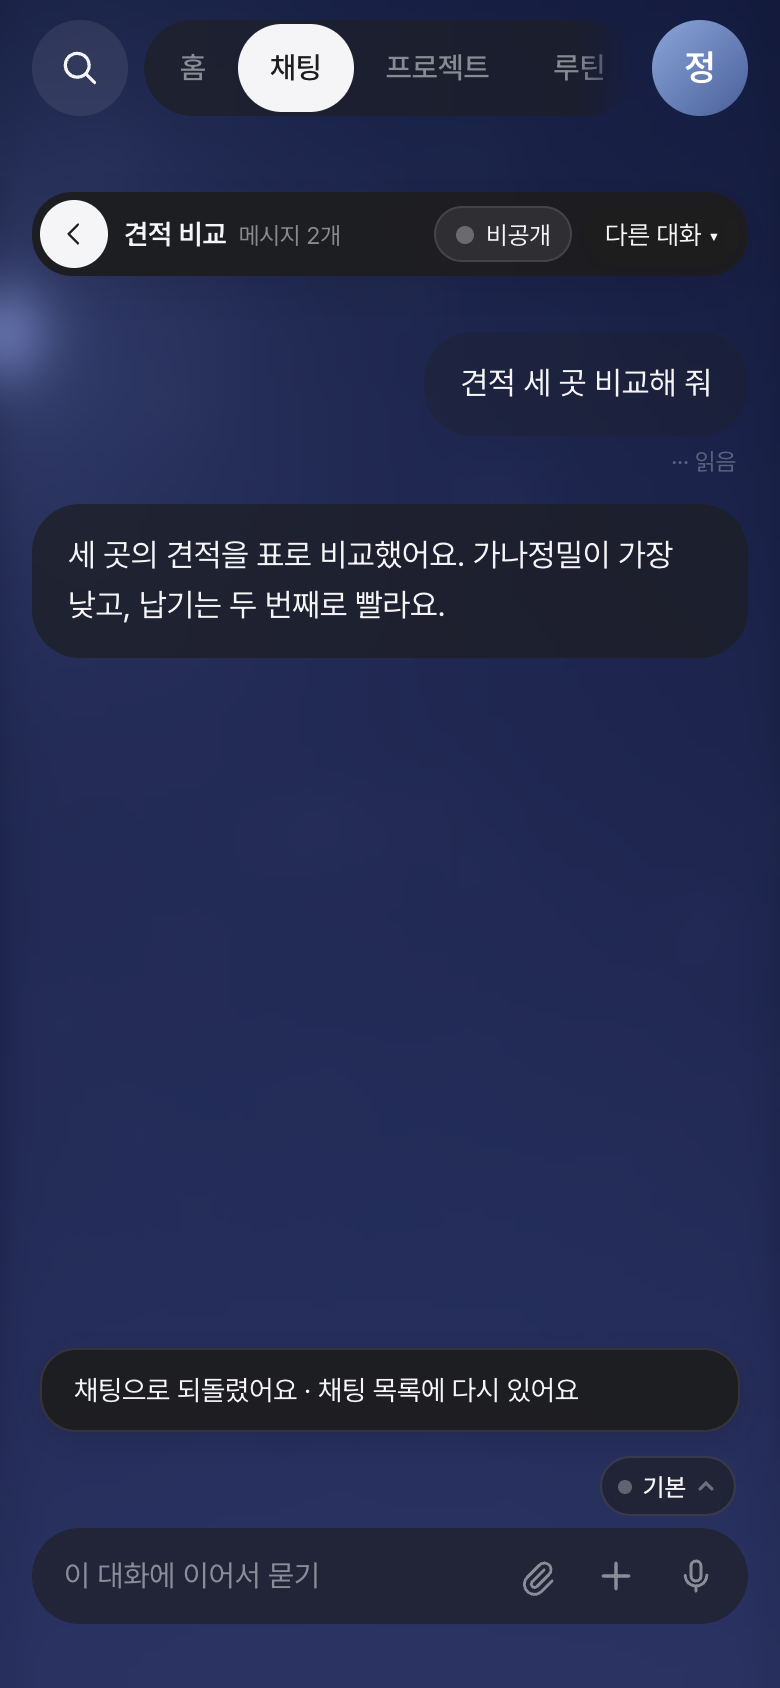 홈 채팅 프로젝트 루틴 정
견적 비교 메시지 2개 비공개 다른 대화 ▾
견적 세 곳 비교해 줘
··· 읽음
세 곳의 견적을 표로 비교했어요. 가나정밀이 가장
낮고, 납기는 두 번째로 빨라요.
채팅으로 되돌렸어요 · 채팅 목록에 다시 있어요
기본
이 대화에 이어서 묻기